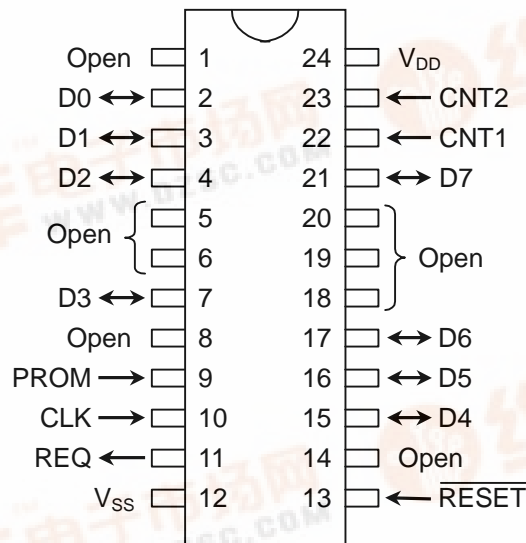 Open 1 24 V_DD
D0 2 23 CNT2
D1 3 22 CNT1
D2 4 21 D7
5 20
Open
6 19 Open
D3 7 18
Open 8 17 D6
PROM 9 16 D5
CLK 10 15 D4
REQ 11 14 Open
V_SS 12 13 RESET